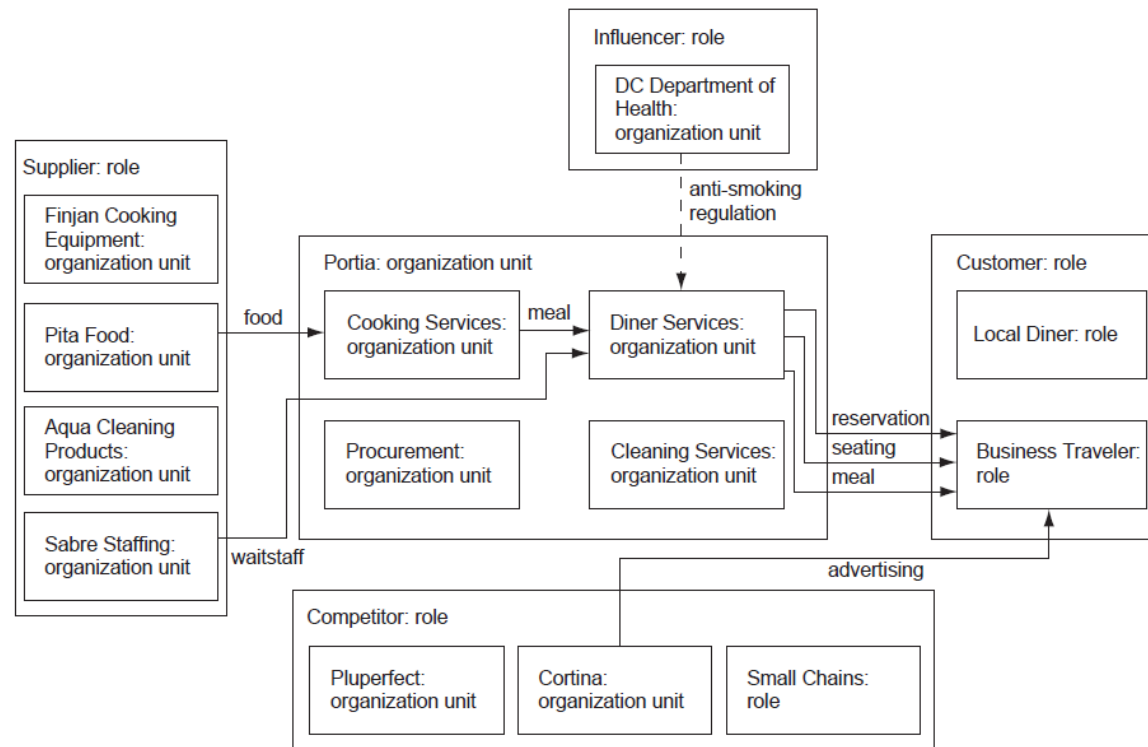 Influencer: role
DC Department of
Health:
organization unit
anti-smoking
regulation
Supplier: role
Finjan Cooking
Equipment:
organization unit
Pita Food:
organization unit
Aqua Cleaning
Products:
organization unit
Sabre Staffing:
organization unit
food
waitstaff
Portia: organization unit
Cooking Services:
organization unit
meal
Diner Services:
organization unit
Procurement:
organization unit
Cleaning Services:
organization unit
reservation
seating
meal
Customer: role
Local Diner: role
Business Traveler:
role
advertising
Competitor: role
Pluperfect:
organization unit
Cortina:
organization unit
Small Chains:
role